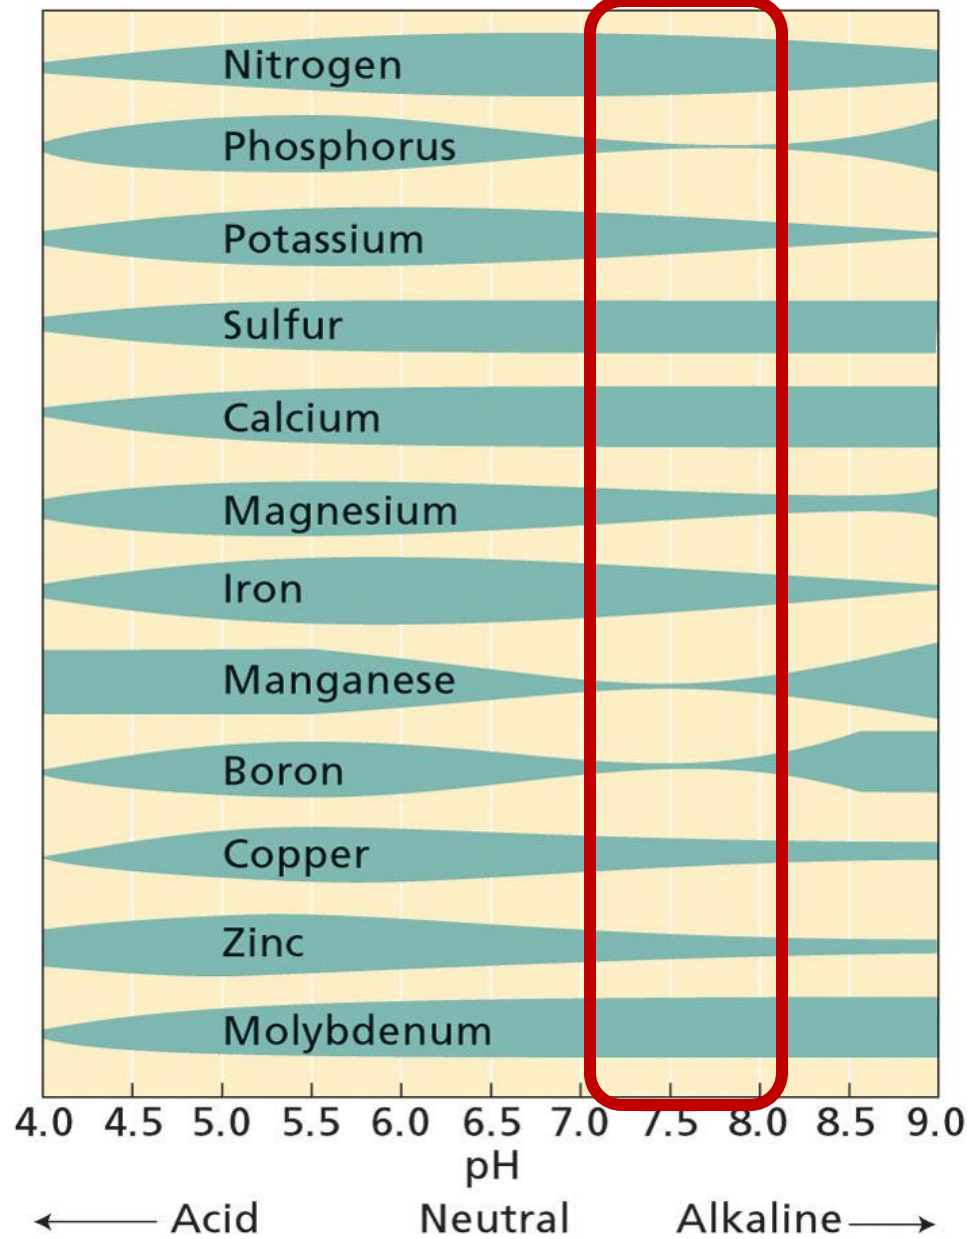 Nitrogen
Phosphorus
Potassium
Sulfur
Calcium
Magnesium
Iron
Manganese
Boron
Copper
Zinc
Molybdenum
4.0 4.5 5.0 5.5 6.0 6.5 7.0 7.5 8.0 8.5 9.0
pH
Acid Neutral Alkaline